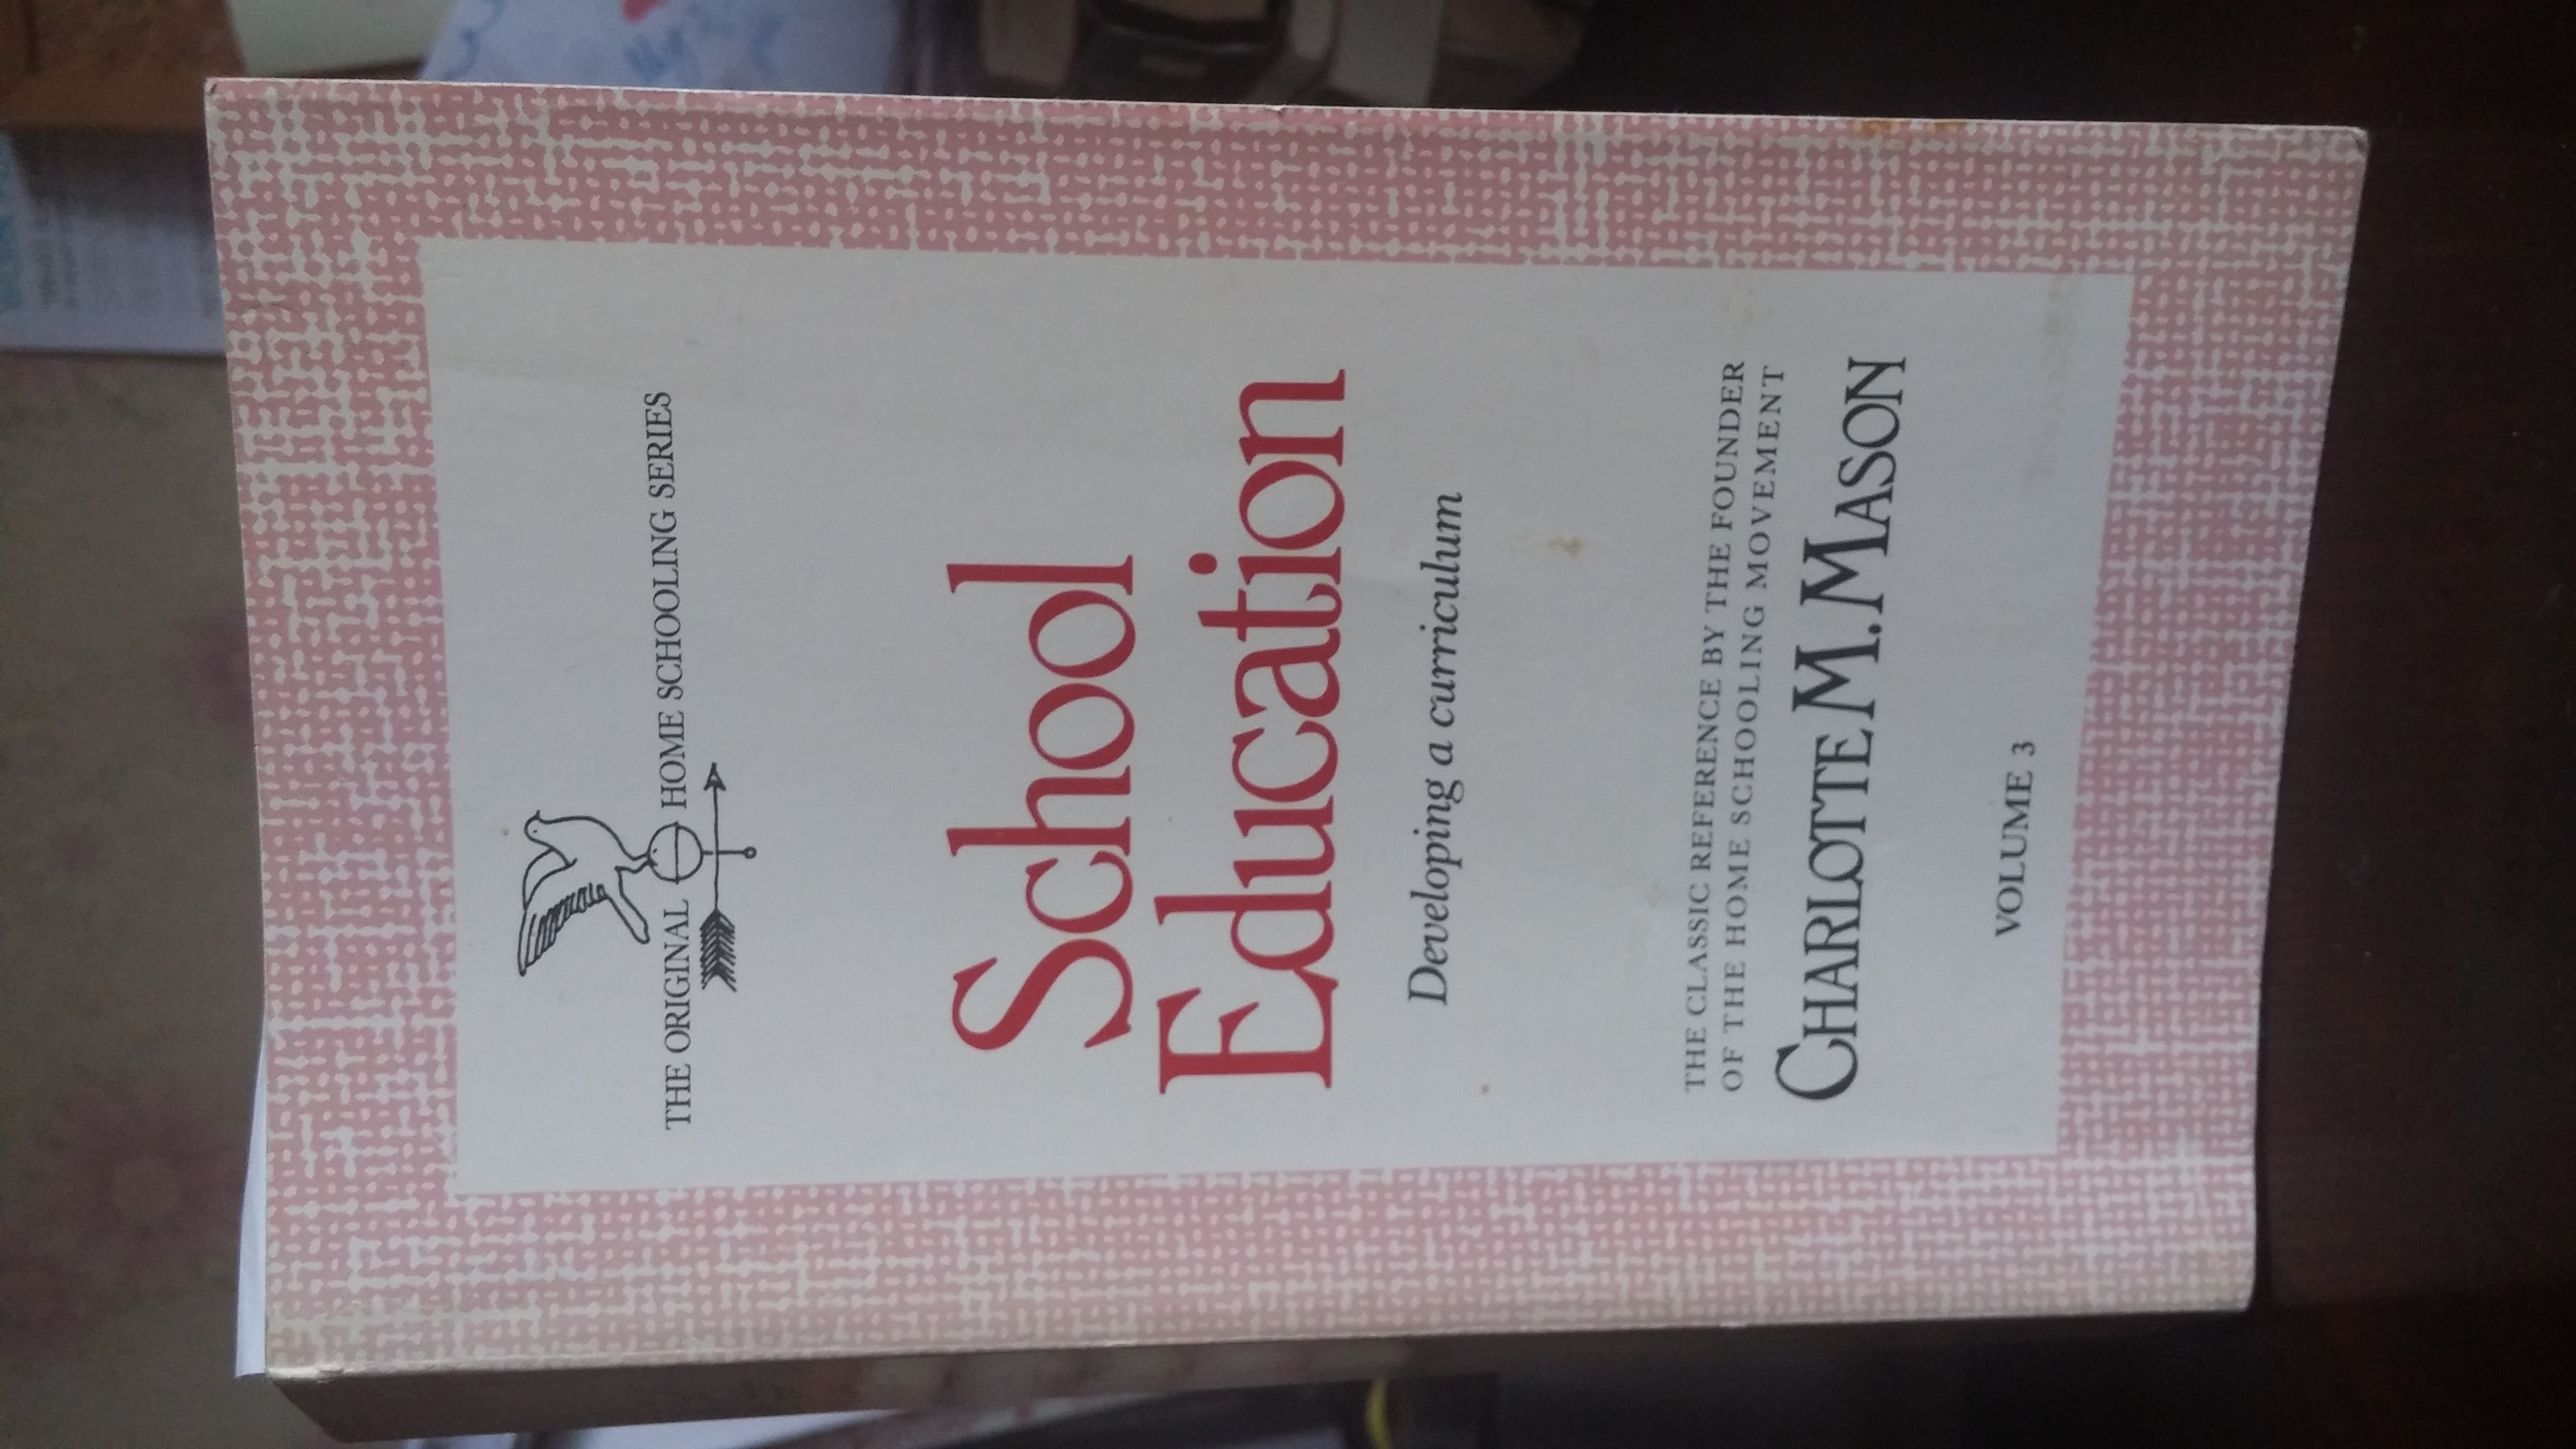 THE ORIGINAL HOME SCHOOLING SERIES
School
Education
Developing a curriculum
THE CLASSIC REFERENCE BY THE FOUNDER
OF THE HOME SCHOOLING MOVEMENT
CHARLOTTE M. MASON
VOLUME 3